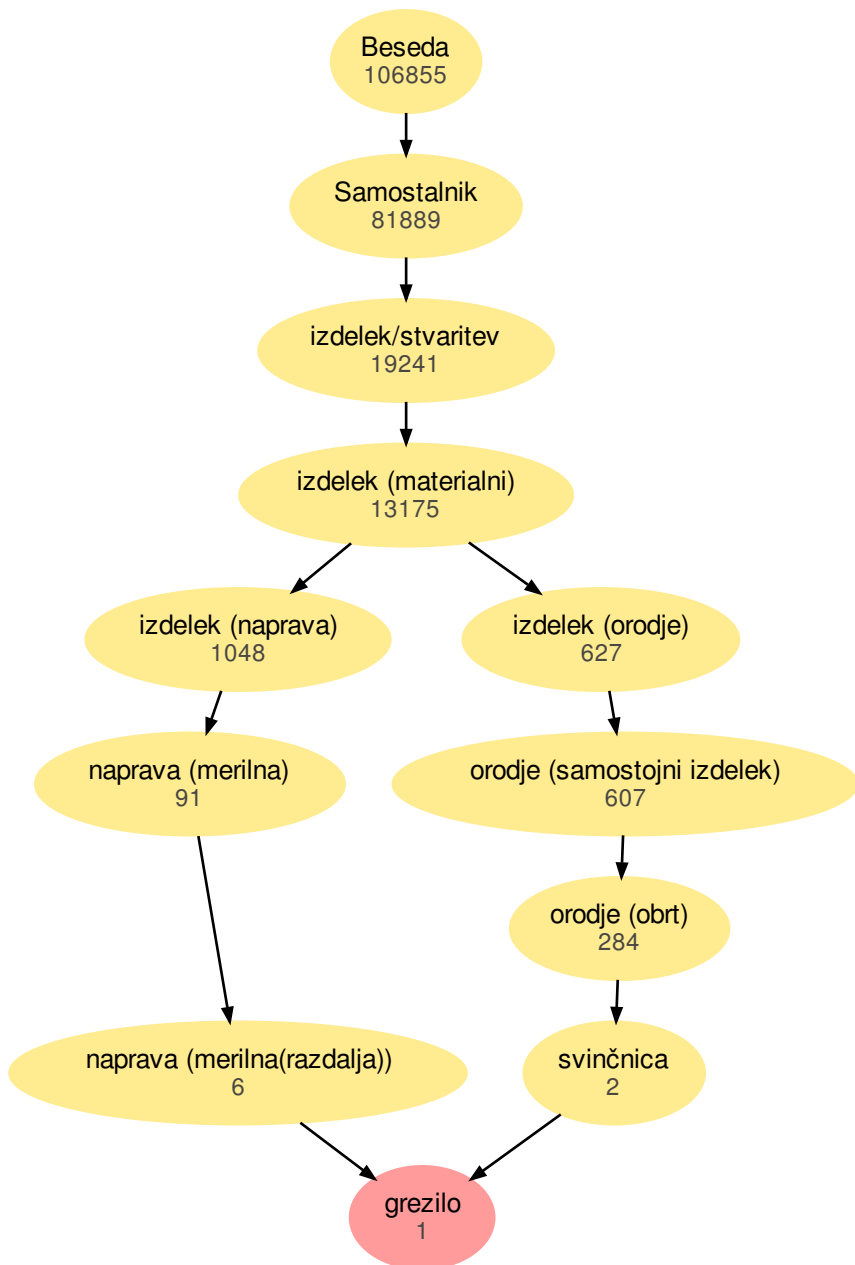 Beseda
106855
Samostalnik
81889
izdelek/stvaritev
19241
izdelek (materialni)
13175
izdelek (naprava)
1048
izdelek (orodje)
627
naprava (merilna)
91
orodje (samostojni izdelek)
607
orodje (obrt)
284
naprava (merilna(razdalja))
6
svinčnica
2
grezilo
1